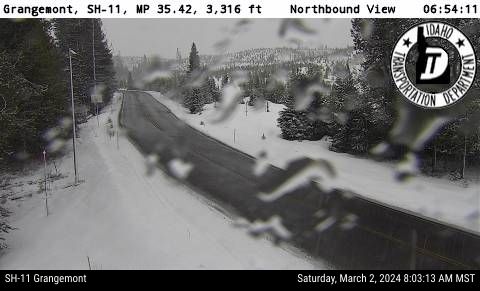 Grangemont, SH-11, MP 35.42, 3,316 ft Northbound View 06:54:11
IDAHO
TRANSPORTATION DEPARTMENT
SH-11 Grangemont Saturday, March 2, 2024 8:03:13 AM MST